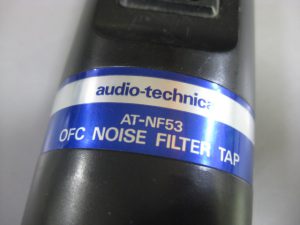 audio-technica
AT-NF53
OFC NOISE FILTER TAP